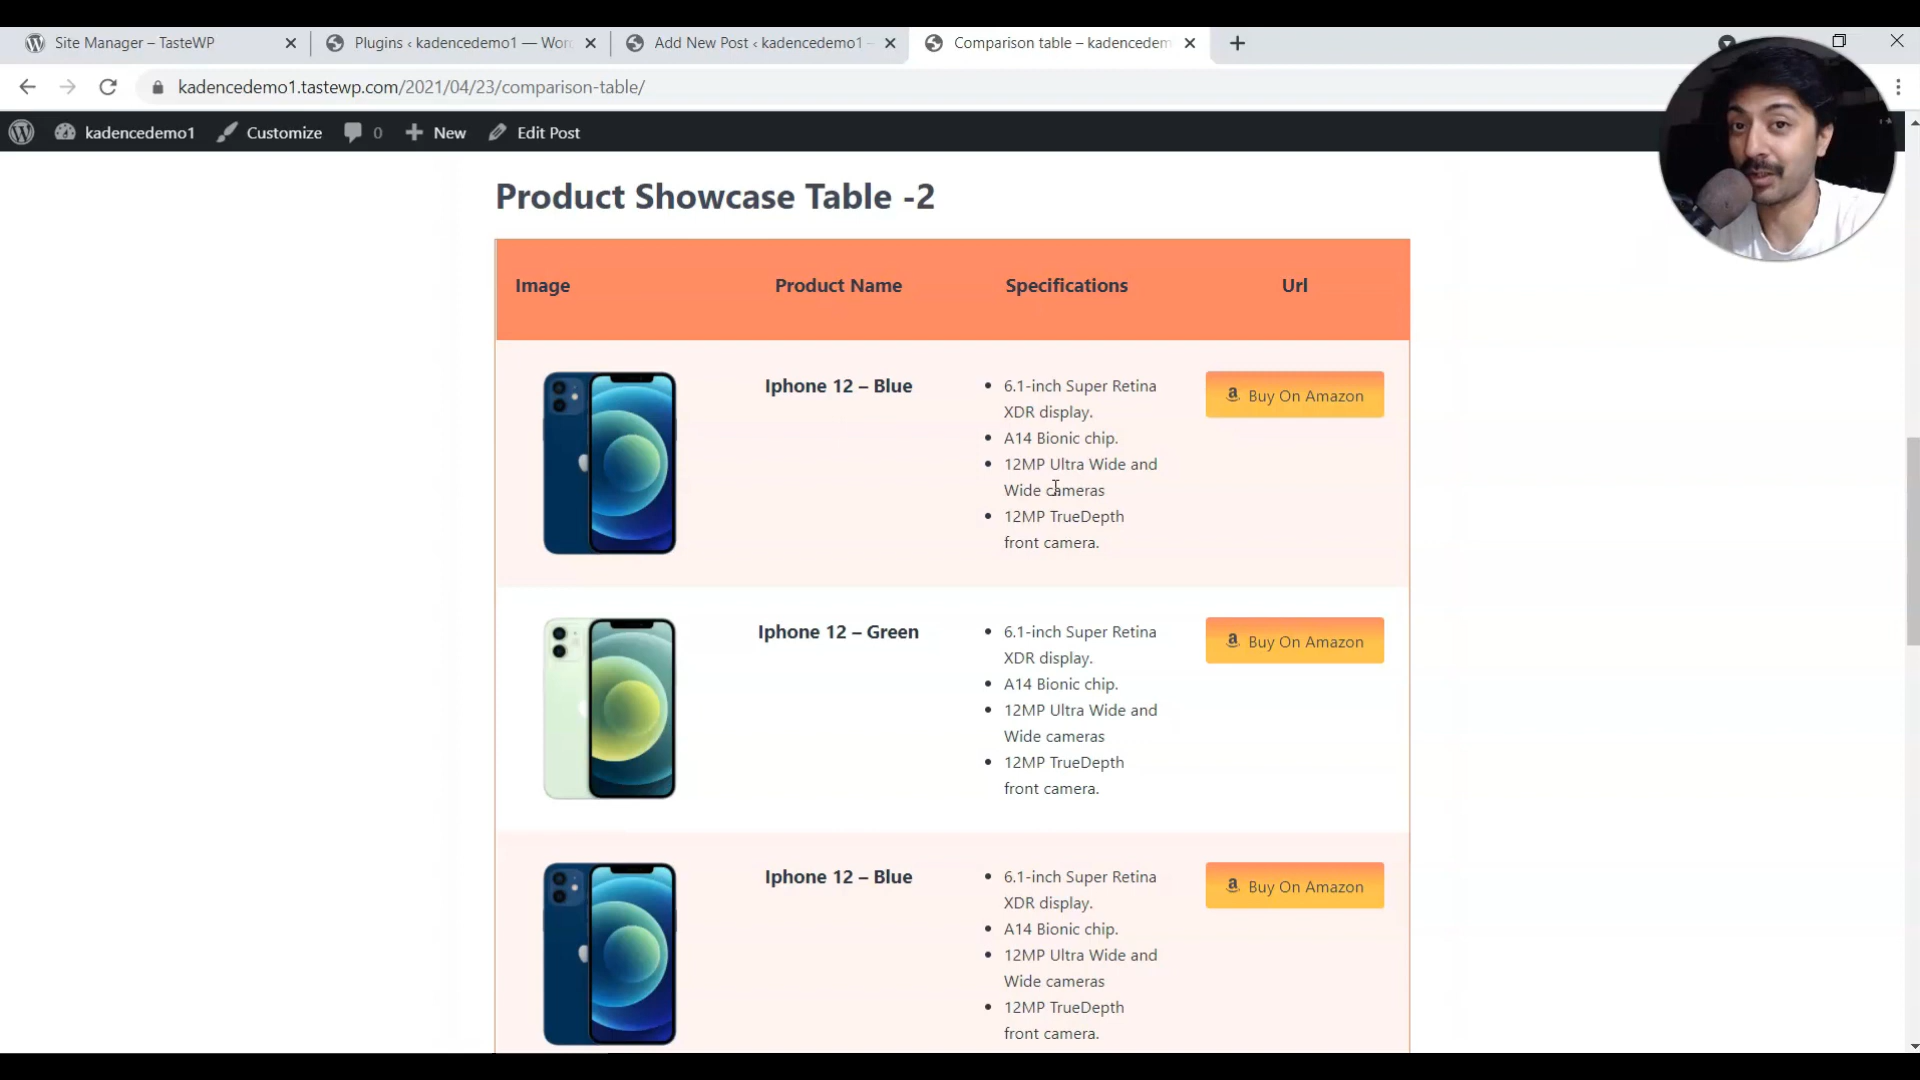 Site Manager – TasteWP
Plugins ‹ kadencedemo1 — Wor
Add New Post ‹ kadencedemo1 –
Comparison table – kadencedem
kadencedemo1.tastewp.com/2021/04/23/comparison-table/
kadencedemo1
Customize
0
New
Edit Post
Product Showcase Table -2
Image Product Name Specifications Url
Iphone 12 – Blue
6.1-inch Super Retina
XDR display.
A14 Bionic chip.
12MP Ultra Wide and
Wide cameras
12MP TrueDepth
front camera.
Buy On Amazon
Iphone 12 – Green
6.1-inch Super Retina
XDR display.
A14 Bionic chip.
12MP Ultra Wide and
Wide cameras
12MP TrueDepth
front camera.
Buy On Amazon
Iphone 12 – Blue
6.1-inch Super Retina
XDR display.
A14 Bionic chip.
12MP Ultra Wide and
Wide cameras
12MP TrueDepth
front camera.
Buy On Amazon